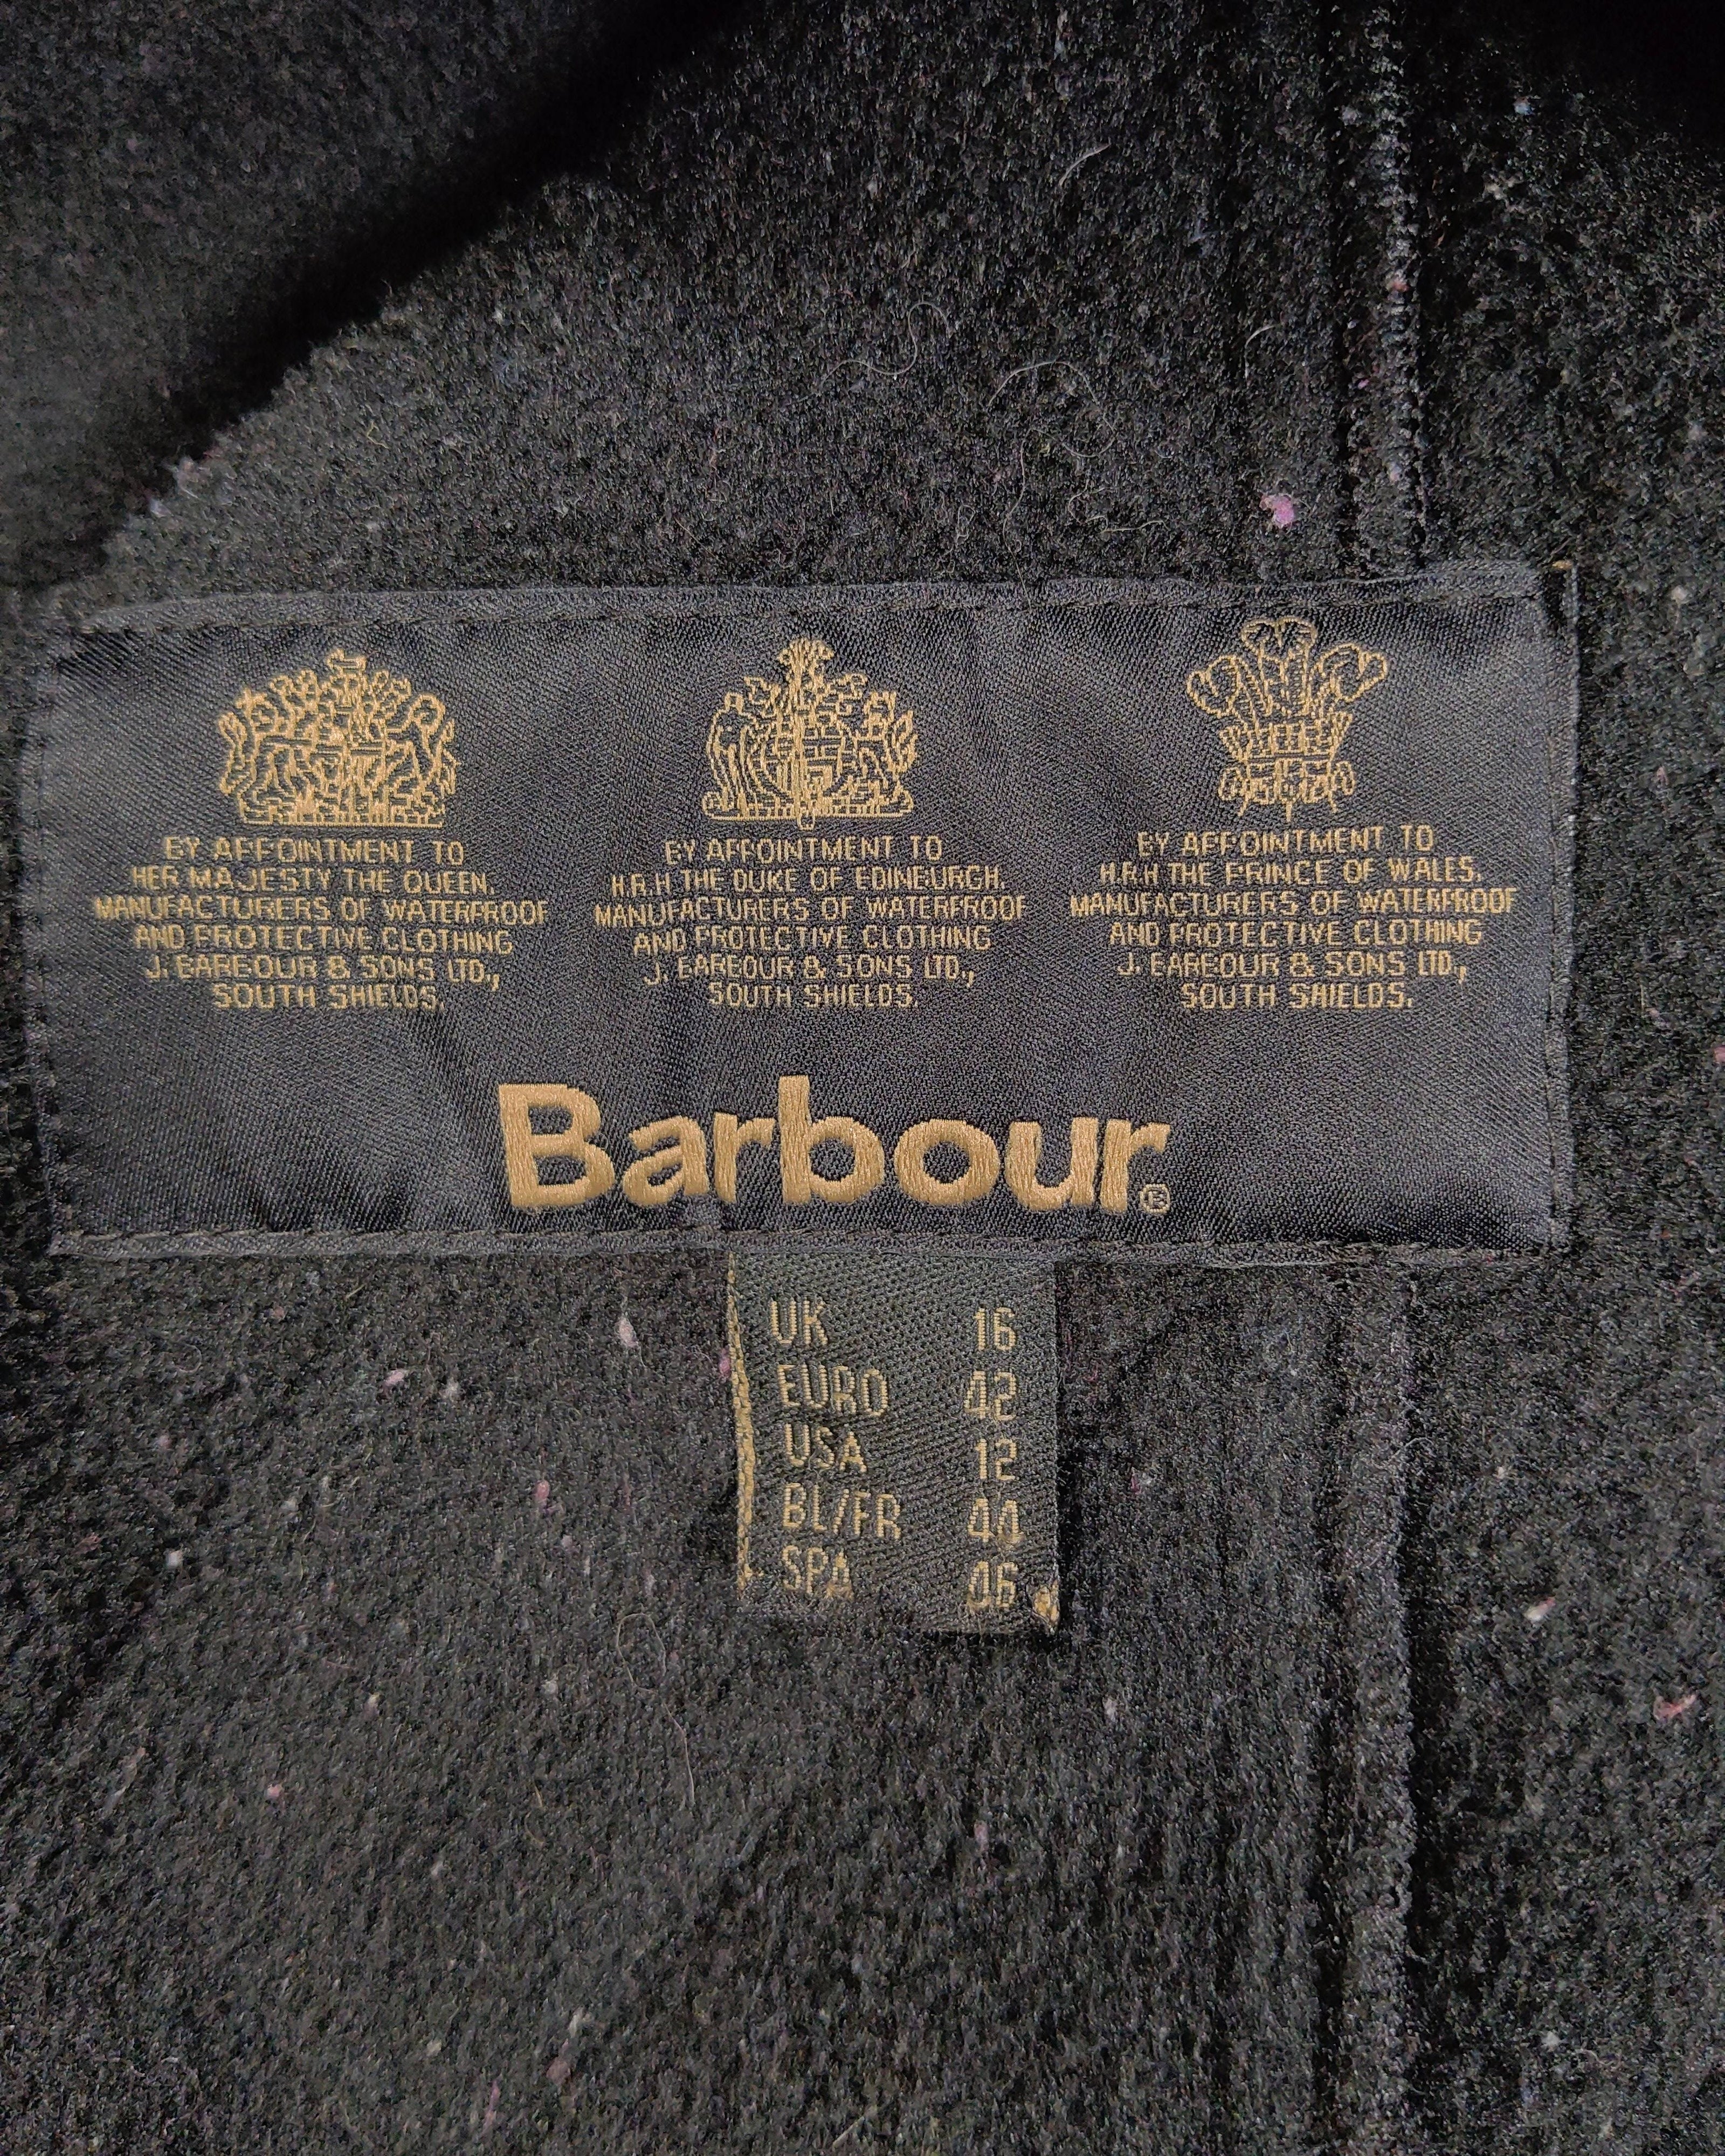 BY APPOINTMENT TO
HER MAJESTY THE QUEEN.
MANUFACTURERS OF WATERPROOF
AND PROTECTIVE CLOTHING
J. BARBOUR & SONS LTD.,
SOUTH SHIELDS.
BY APPOINTMENT TO
H.R.H THE DUKE OF EDINBURGH.
MANUFACTURERS OF WATERPROOF
AND PROTECTIVE CLOTHING
J. BARBOUR & SONS LTD.,
SOUTH SHIELDS.
BY APPOINTMENT TO
H.R.H THE PRINCE OF WALES.
MANUFACTURERS OF WATERPROOF
AND PROTECTIVE CLOTHING
J. BARBOUR & SONS LTD.,
SOUTH SHIELDS.
Barbour®
UK 16
EURO 42
USA 12
BL/FR 44
SPA 46